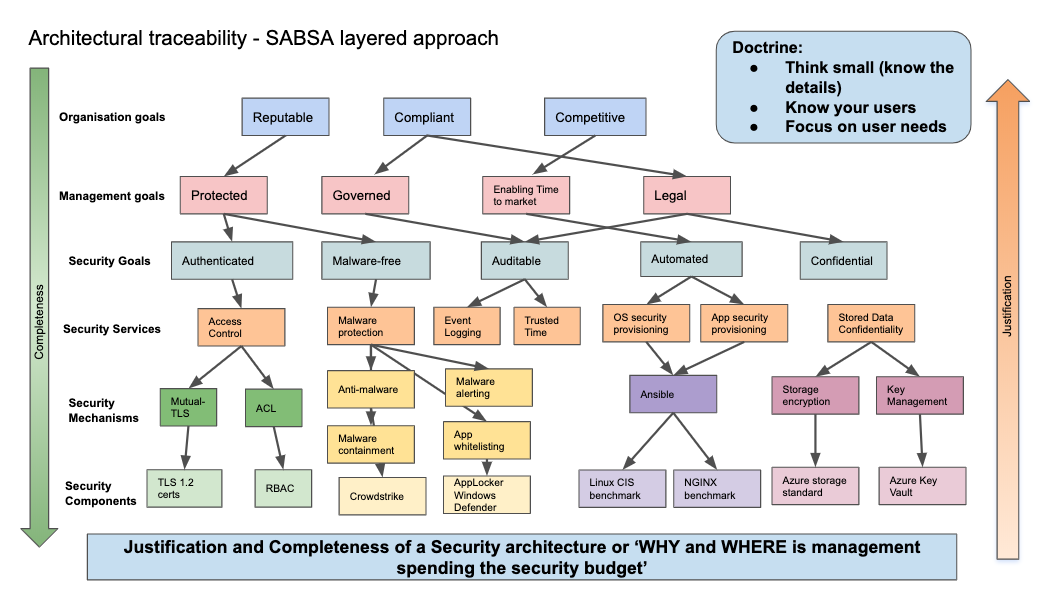 Architectural traceability - SABSA layered approach
Doctrine:
● Think small (know the
details)
● Know your users
● Focus on user needs
Organisation goals
Reputable
Compliant
Competitive
Management goals
Protected
Governed
Enabling Time
to market
Legal
Security Goals
Authenticated
Malware-free
Auditable
Automated
Confidential
Security Services
Access
Control
Malware
protection
Event
Logging
Trusted
Time
OS security
provisioning
App security
provisioning
Stored Data
Confidentiality
Security
Mechanisms
Mutual-
TLS
ACL
Anti-malware
Malware
alerting
Malware
containment
App
whitelisting
Ansible
Storage
encryption
Key
Management
Security
Components
TLS 1.2
certs
RBAC
Crowdstrike
AppLocker
Windows
Defender
Linux CIS
benchmark
NGINX
benchmark
Azure storage
standard
Azure Key
Vault
Completeness
Justification
Justification and Completeness of a Security architecture or ‘WHY and WHERE is management
spending the security budget’